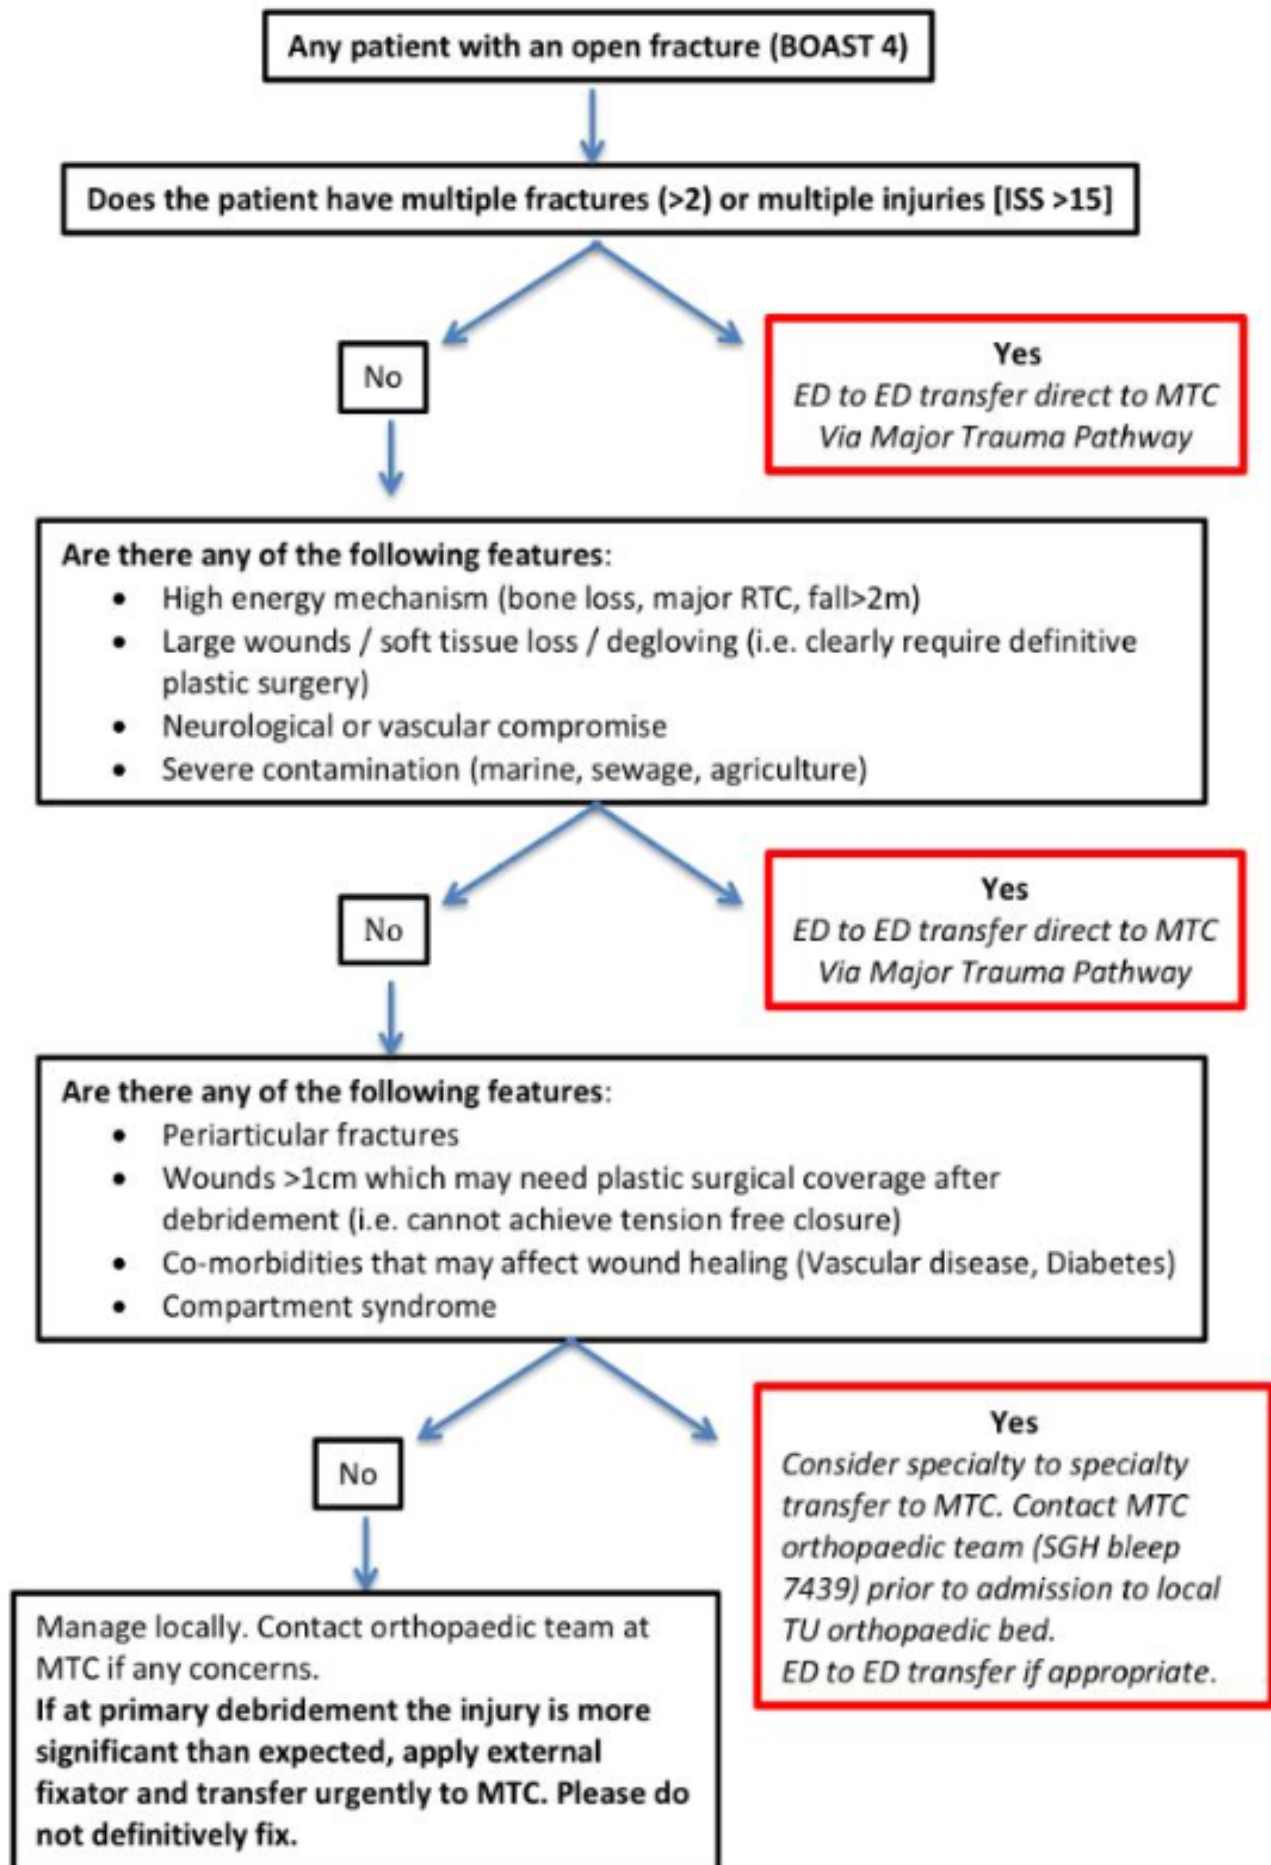 Any patient with an open fracture (BOAST 4)
Does the patient have multiple fractures (>2) or multiple injuries [ISS >15]
No
Yes
ED to ED transfer direct to MTC
Via Major Trauma Pathway
Are there any of the following features:
• High energy mechanism (bone loss, major RTC, fall>2m)
• Large wounds / soft tissue loss / degloving (i.e. clearly require definitive
plastic surgery)
• Neurological or vascular compromise
• Severe contamination (marine, sewage, agriculture)
No
Yes
ED to ED transfer direct to MTC
Via Major Trauma Pathway
Are there any of the following features:
• Periarticular fractures
• Wounds >1cm which may need plastic surgical coverage after
debridement (i.e. cannot achieve tension free closure)
• Co-morbidities that may affect wound healing (Vascular disease, Diabetes)
• Compartment syndrome
No
Yes
Consider specialty to specialty
transfer to MTC. Contact MTC
orthopaedic team (SGH bleep
7439) prior to admission to local
TU orthopaedic bed.
ED to ED transfer if appropriate.
Manage locally. Contact orthopaedic team at
MTC if any concerns.
If at primary debridement the injury is more
significant than expected, apply external
fixator and transfer urgently to MTC. Please do
not definitively fix.